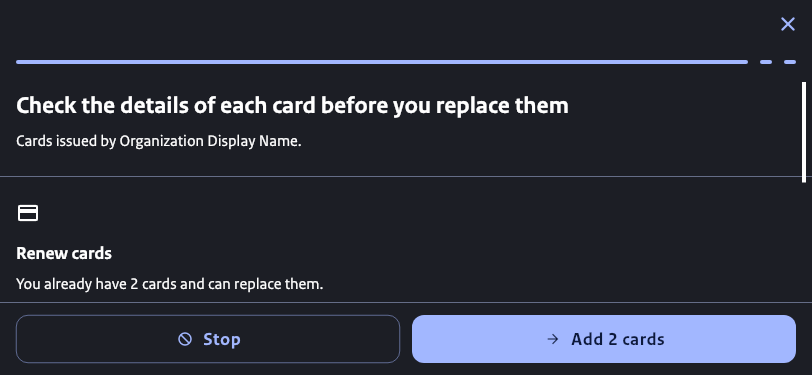 Check the details of each card before you replace them
Cards issued by Organization Display Name.
Renew cards
You already have 2 cards and can replace them.
Stop
Add 2 cards